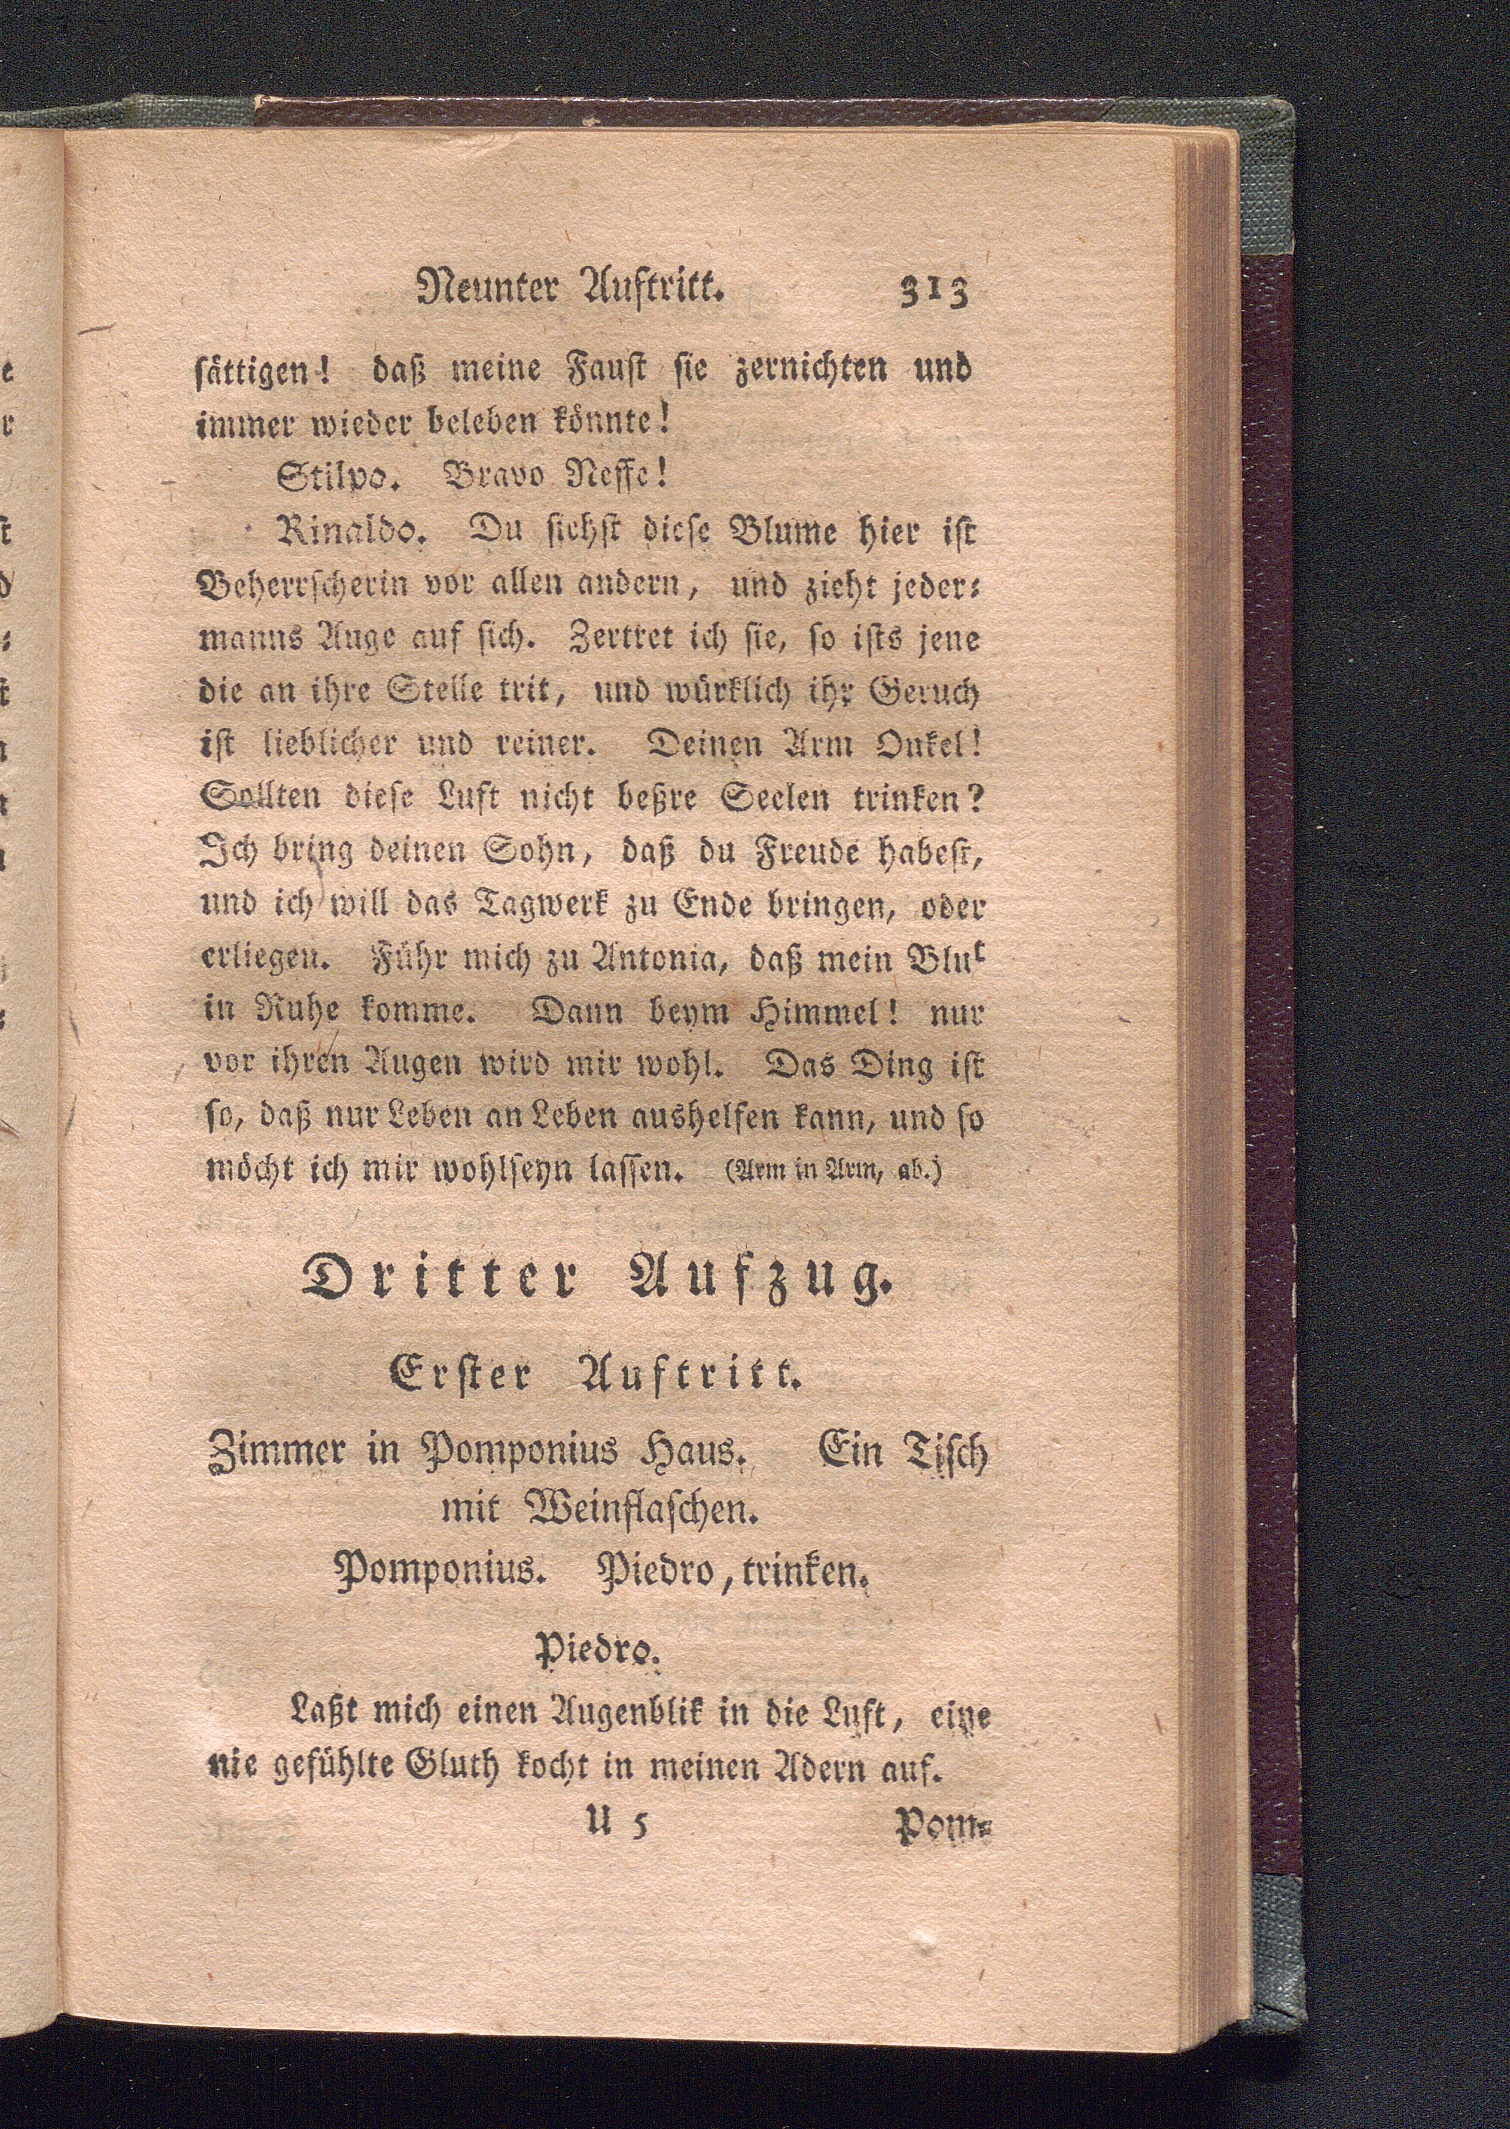 Neunter Auftritt. 313
sättigen! daß meine Faust sie zernichten und
immer wieder beleben könnte!
Stilpo. Bravo Neffe!
Rinaldo. Du siehst diese Blume hier ist
Beherrscherin vor allen andern, und zieht jeder⸗
manns Auge auf sich. Zertret ich sie, so ists jene
die an ihre Stelle trit, und würklich ihr Geruch
ist lieblicher und reiner. Deinen Arm Onkel!
Sollten diese Luft nicht beßre Seelen trinken?
Ich bring deinen Sohn, daß du Freude habest,
und ich will das Tagwerk zu Ende bringen, oder
erliegen. Führ mich zu Antonia, daß mein Blut
in Ruhe komme. Dann beym Himmel! nur
vor ihren Augen wird mir wohl. Das Ding ist
so, daß nur Leben an Leben aushelfen kann, und so
möcht ich mir wohlseyn lassen. (Arm in Arm, ab.)
Dritter Aufzug.
Erster Auftritt.
Zimmer in Pomponius Haus. Ein Tisch
mit Weinflaschen.
Pomponius. Piedro, trinken.
Piedro.
Laßt mich einen Augenblik in die Luft, eine
nie gefühlte Gluth kocht in meinen Adern auf.
U 5 Pom⸗